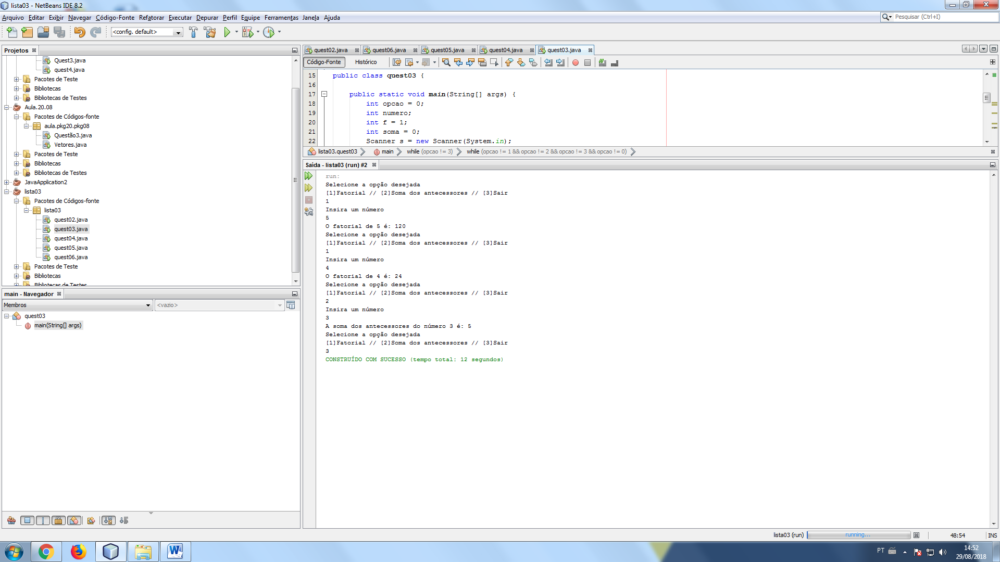 lista03 - NetBeans IDE 8.2
Arquivo Editar Exibir Navegar Código-Fonte Refatorar Executar Depurar Perfil Equipe Ferramentas Janela Ajuda
Pesquisar (Ctrl+I)
<config. default>
Projetos
Quest3.java
quest4.java
Pacotes de Teste
Bibliotecas
Bibliotecas de Testes
Aula.20.08
Pacotes de Códigos-fonte
aula.pkg20.pkg08
Questão3.java
Vetores.java
Pacotes de Teste
Bibliotecas
Bibliotecas de Testes
JavaApplication2
lista03
Pacotes de Códigos-fonte
lista03
quest02.java
quest03.java
quest04.java
quest05.java
quest06.java
Pacotes de Teste
Bibliotecas
Bibliotecas de Testes
main - Navegador
Membros
<vazio>
quest03
main(String[] args)
quest02.java quest06.java quest05.java quest04.java quest03.java
Código-Fonte Histórico
15 public class quest03 {
16
17 public static void main(String[] args) {
18 int opcao = 0;
19 int numero;
20 int f = 1;
21 int soma = 0;
22 Scanner s = new Scanner(System.in);
lista03.quest03 main while (opcao != 3) while (opcao != 1 && opcao != 2 && opcao != 3 && opcao != 0)
Saída - lista03 (run) #2
run:
Selecione a opção desejada
[1]Fatorial // [2]Soma dos antecessores // [3]Sair
1
Insira um número
5
O fatorial de 5 é: 120
Selecione a opção desejada
[1]Fatorial // [2]Soma dos antecessores // [3]Sair
1
Insira um número
4
O fatorial de 4 é: 24
Selecione a opção desejada
[1]Fatorial // [2]Soma dos antecessores // [3]Sair
2
Insira um número
3
A soma dos antecessores do número 3 é: 5
Selecione a opção desejada
[1]Fatorial // [2]Soma dos antecessores // [3]Sair
3
CONSTRUÍDO COM SUCESSO (tempo total: 12 segundos)
lista03 (run) running... 48:54 INS
PT
14:52
29/08/2018